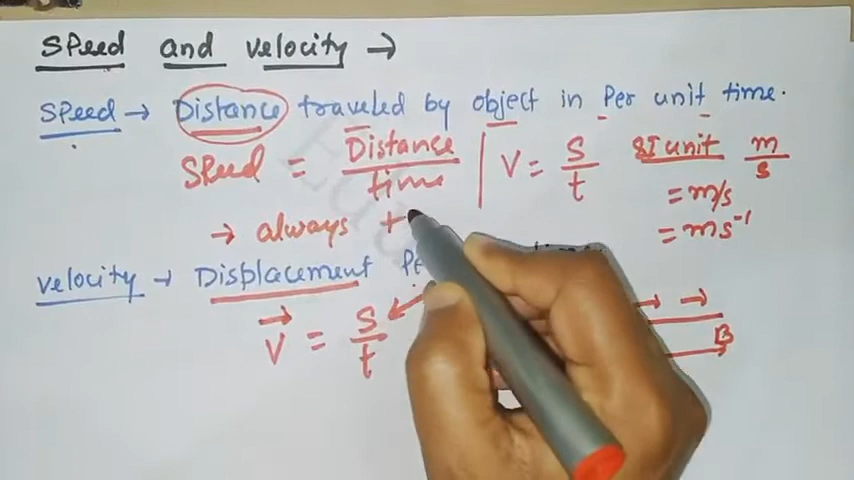 Speed and velocity →
Speed → Distance traveled by object in Per unit time.
Speed = Distance / time | V = S / t SI unit m / s
= m/s
→ always + = ms⁻¹
velocity → Displacement Pe
V⃗ = S / t B